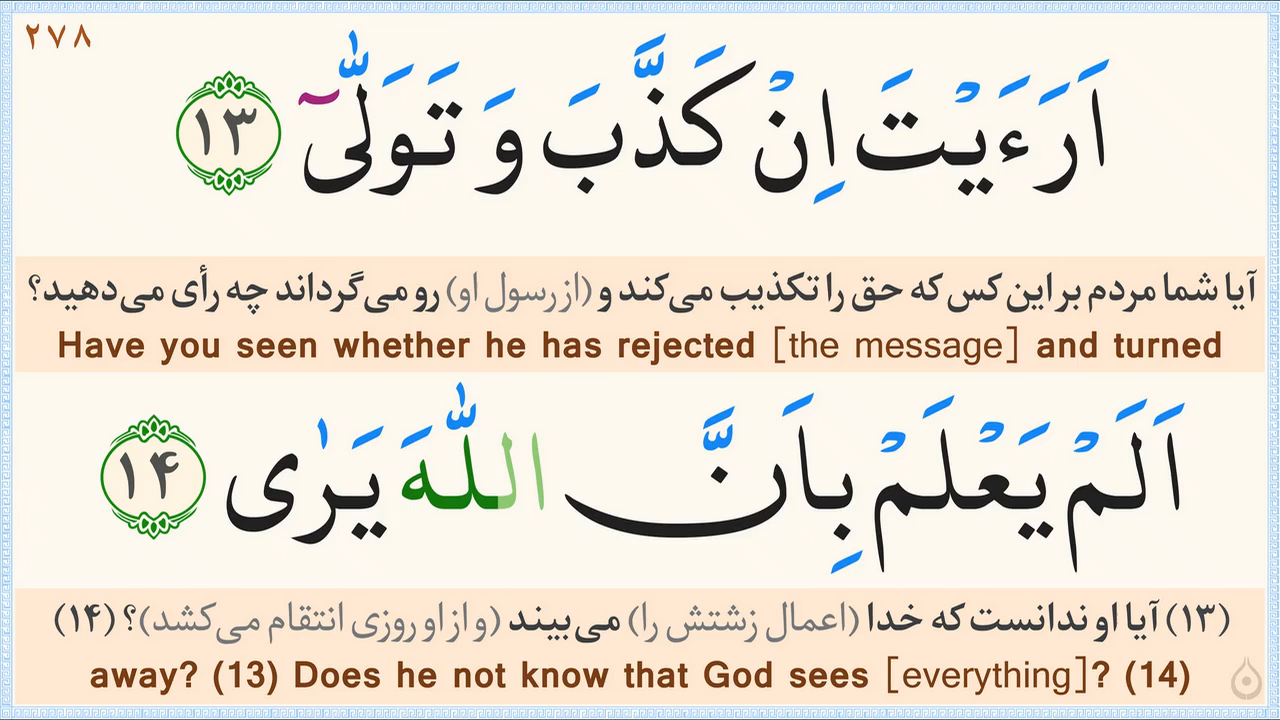 ۲۷۸
اَرَءَيْتَ اِنْ كَذَّبَ وَ تَوَلّٰىٓ ۱۳
آیا شما مردم بر این کس که حق را تکذیب می‌کند و (از رسول او) رو می‌گرداند چه رأی می‌دهید؟
Have you seen whether he has rejected [the message] and turned
اَلَمْ يَعْلَمْ بِاَنَّ اللّٰهَ يَرٰى ۱۴
(۱۳) آیا او ندانست که خدا (اعمال زشتش را) می‌بیند (و از او روزی انتقام می‌کشد)؟ (۱۴)
away? (13) Does he not know that God sees [everything]? (14)